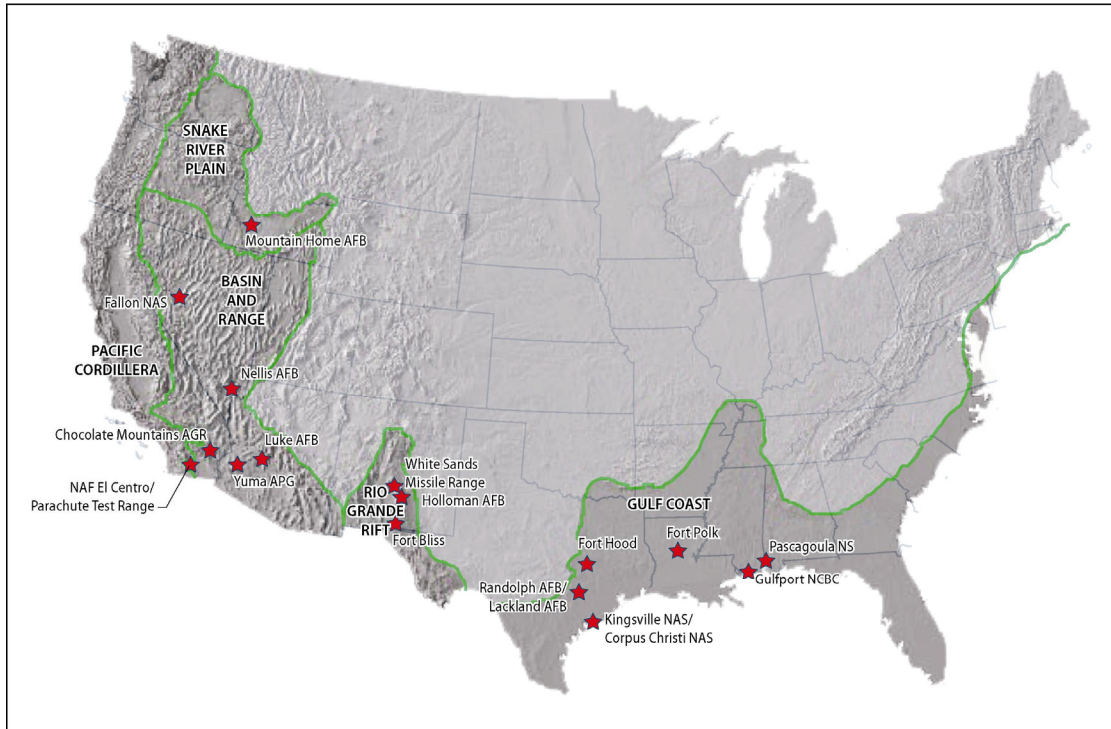 SNAKE
RIVER
PLAIN
Mountain Home AFB
BASIN
AND
RANGE
Fallon NAS
PACIFIC
CORDILLERA
Nellis AFB
Chocolate Mountains AGR
Luke AFB
Yuma APG
NAF El Centro/
Parachute Test Range
White Sands
Missile Range
Holloman AFB
RIO
GRANDE
RIFT
Fort Bliss
GULF COAST
Fort Hood
Fort Polk
Pascagoula NS
Gulfport NCBC
Randolph AFB/
Lackland AFB
Kingsville NAS/
Corpus Christi NAS